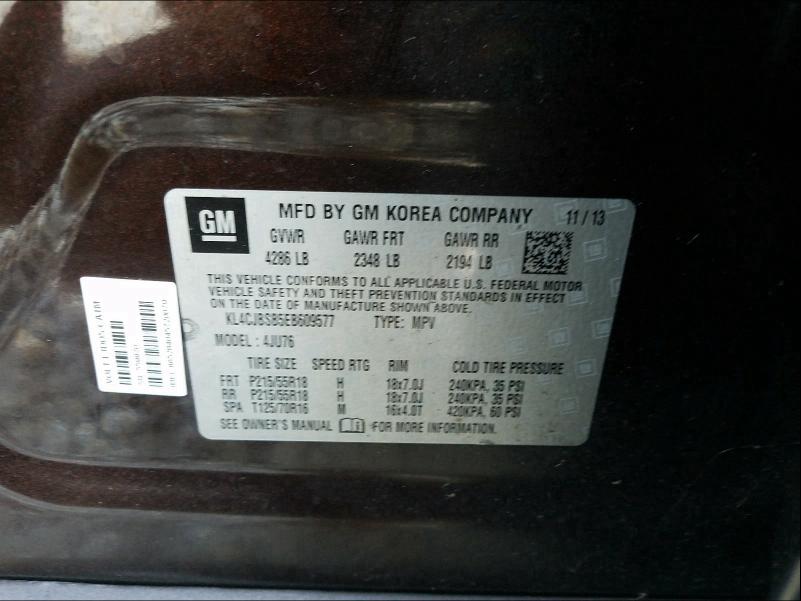 GM
MFD BY GM KOREA COMPANY 11/13
GVWR GAWR FRT GAWR RR
4286 LB 2348 LB 2194 LB
THIS VEHICLE CONFORMS TO ALL APPLICABLE U.S. FEDERAL MOTOR
VEHICLE SAFETY AND THEFT PREVENTION STANDARDS IN EFFECT
ON THE DATE OF MANUFACTURE SHOWN ABOVE.
KL4CJBSB5EB609577 TYPE: MPV
MODEL: 4JU76
TIRE SIZE SPEED RTG RIM COLD TIRE PRESSURE
FRT P215/55R18 H 18x7.0J 240KPA, 35 PSI
RR P215/55R18 H 18x7.0J 240KPA, 35 PSI
SPA T125/70R16 M 16x4.0T 420KPA, 60 PSI
SEE OWNER'S MANUAL FOR MORE INFORMATION.